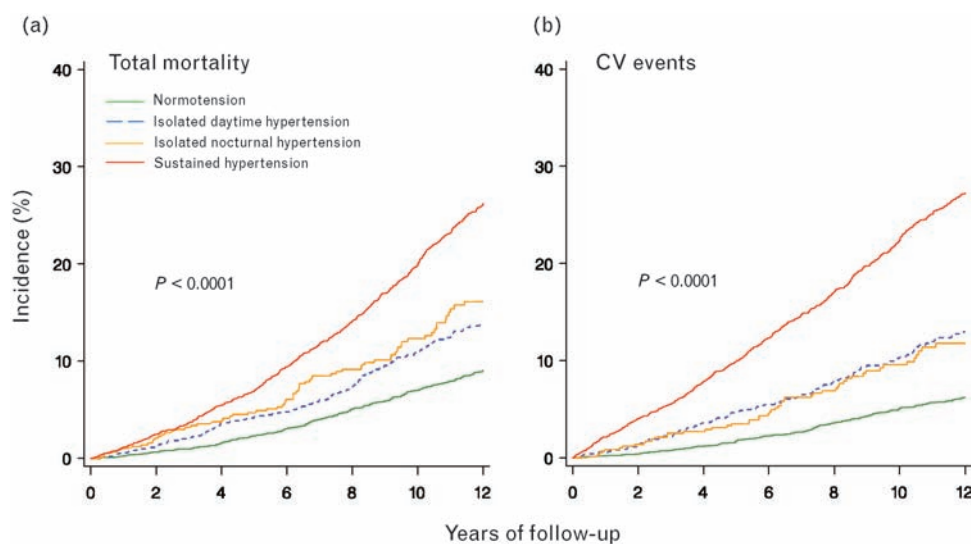 (a)
Total mortality
40
30
20
10
0
Normotension
Isolated daytime hypertension
Isolated nocturnal hypertension
Sustained hypertension
P < 0.0001
0 2 4 6 8 10 12
Incidence (%)
(b)
CV events
40
30
20
10
0
P < 0.0001
0 2 4 6 8 10 12
Years of follow-up